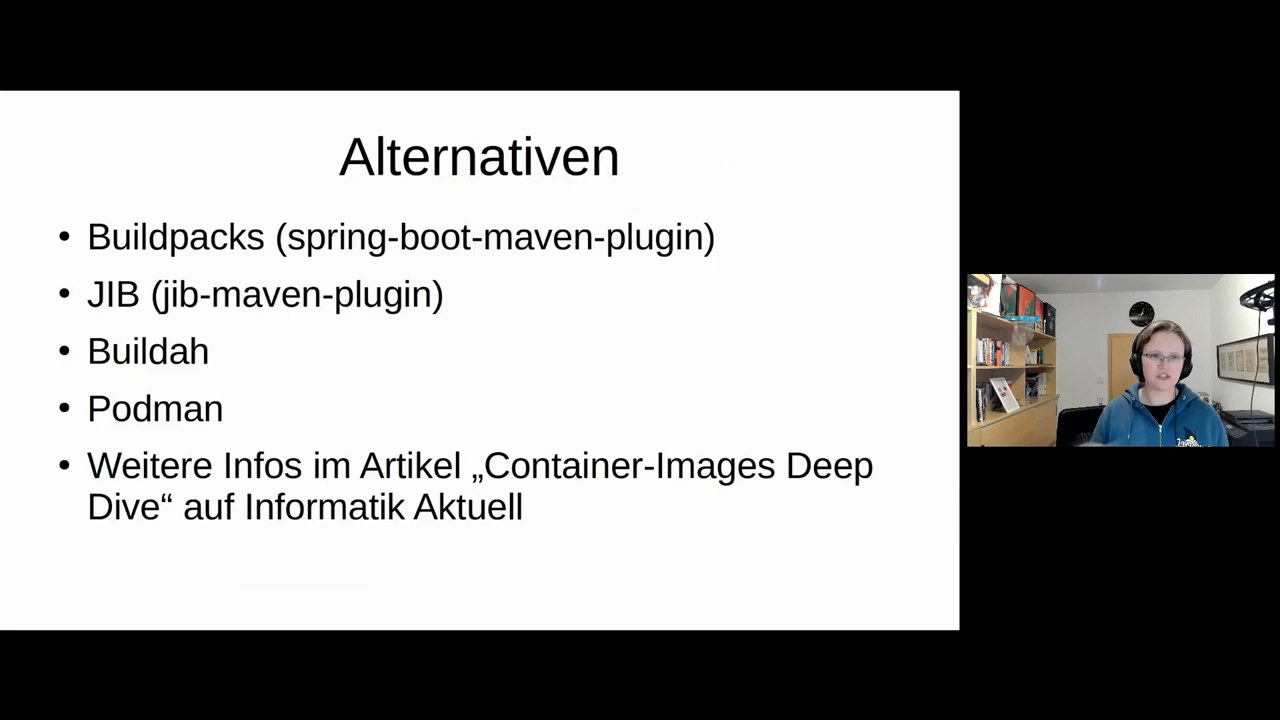 Alternativen
• Buildpacks (spring-boot-maven-plugin)
• JIB (jib-maven-plugin)
• Buildah
• Podman
• Weitere Infos im Artikel „Container-Images Deep
Dive“ auf Informatik Aktuell